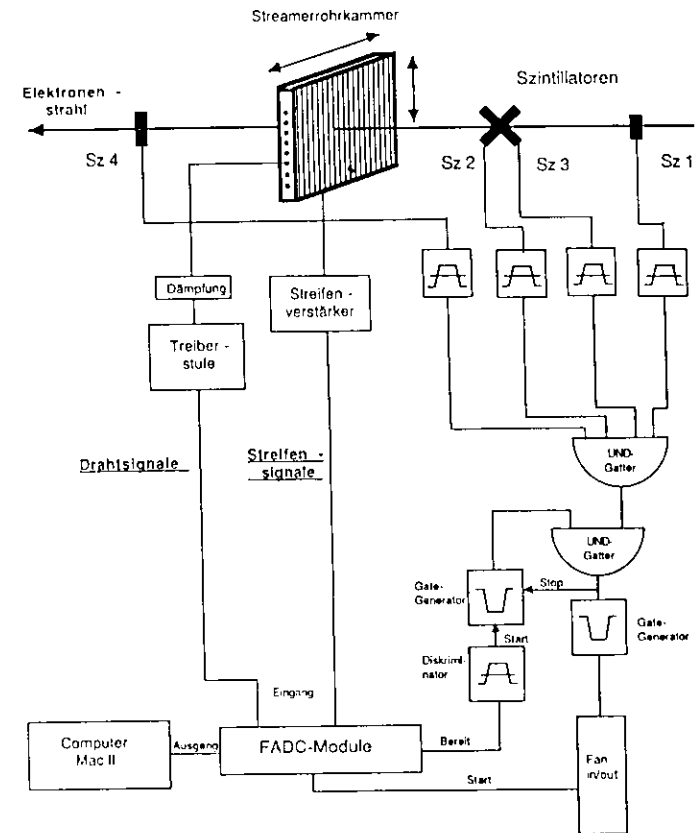 Streamerrohrkammer
Szintillatoren
Elektronen -
strahl
Sz 4
Sz 2
Sz 3
Sz 1
Dämpfung
Streifen -
verstärker
Treiber -
stufe
Drahtsignale
Streifen -
signale
UND-
Gatter
UND-
Gatter
Gate-
Generator
Stop
Gate-
Generator
Start
Diskrimi-
nator
Eingang
Computer
Mac II
Ausgang
FADC-Module
Bereit
Start
Fan
in/out